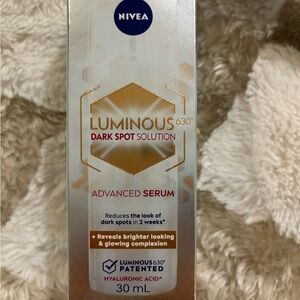 NIVEA
LUMINOUS630®
DARK SPOT SOLUTION
ADVANCED SERUM
Reduces the look of
dark spots in 2 weeks*
+ Reveals brighter looking
& glowing complexion
LUMINOUS630®
PATENTED
HYALURONIC ACID^
30 mL